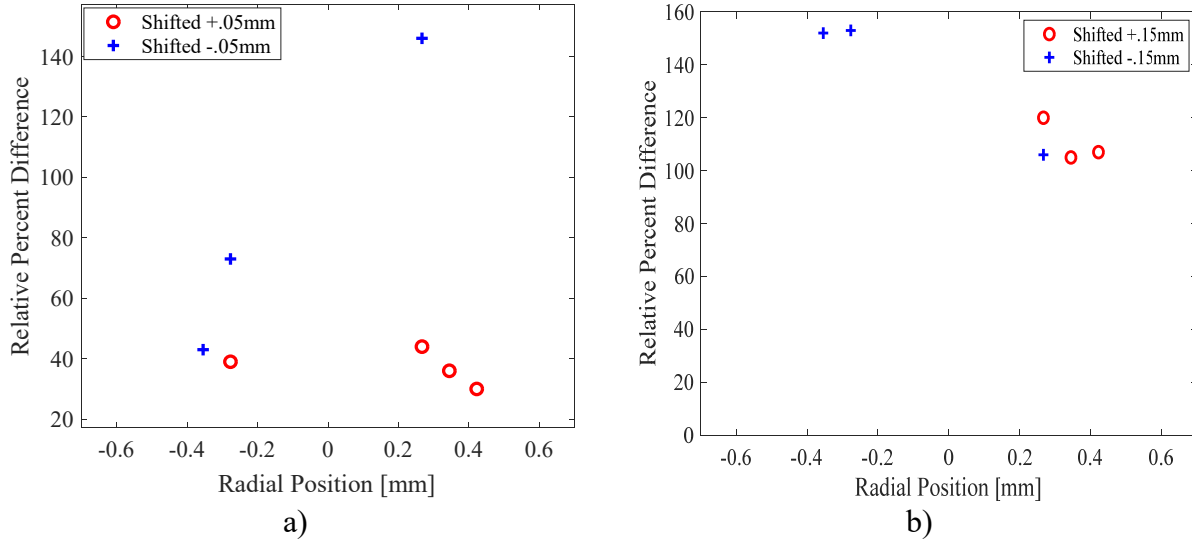 Shifted +.05mm
Shifted -.05mm
140
120
100
80
60
40
20
Relative Percent Difference
-0.6 -0.4 -0.2 0 0.2 0.4 0.6
Radial Position [mm]
a)
Shifted +.15mm
Shifted -.15mm
160
140
120
100
80
60
40
20
0
Relative Percent Difference
-0.6 -0.4 -0.2 0 0.2 0.4 0.6
Radial Position [mm]
b)